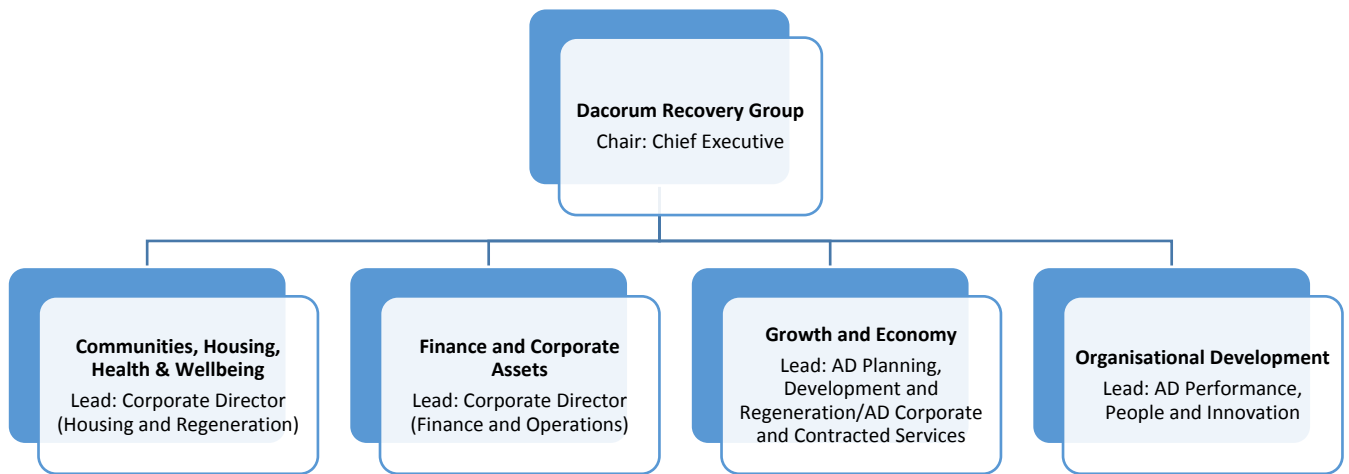 Dacorum Recovery Group
Chair: Chief Executive
Communities, Housing,
Health & Wellbeing
Lead: Corporate Director
(Housing and Regeneration)
Finance and Corporate
Assets
Lead: Corporate Director
(Finance and Operations)
Growth and Economy
Lead: AD Planning,
Development and
Regeneration/AD Corporate
and Contracted Services
Organisational Development
Lead: AD Performance,
People and Innovation